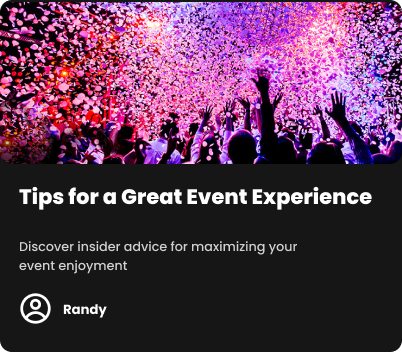 Tips for a Great Event Experience
Discover insider advice for maximizing your
event enjoyment
Randy